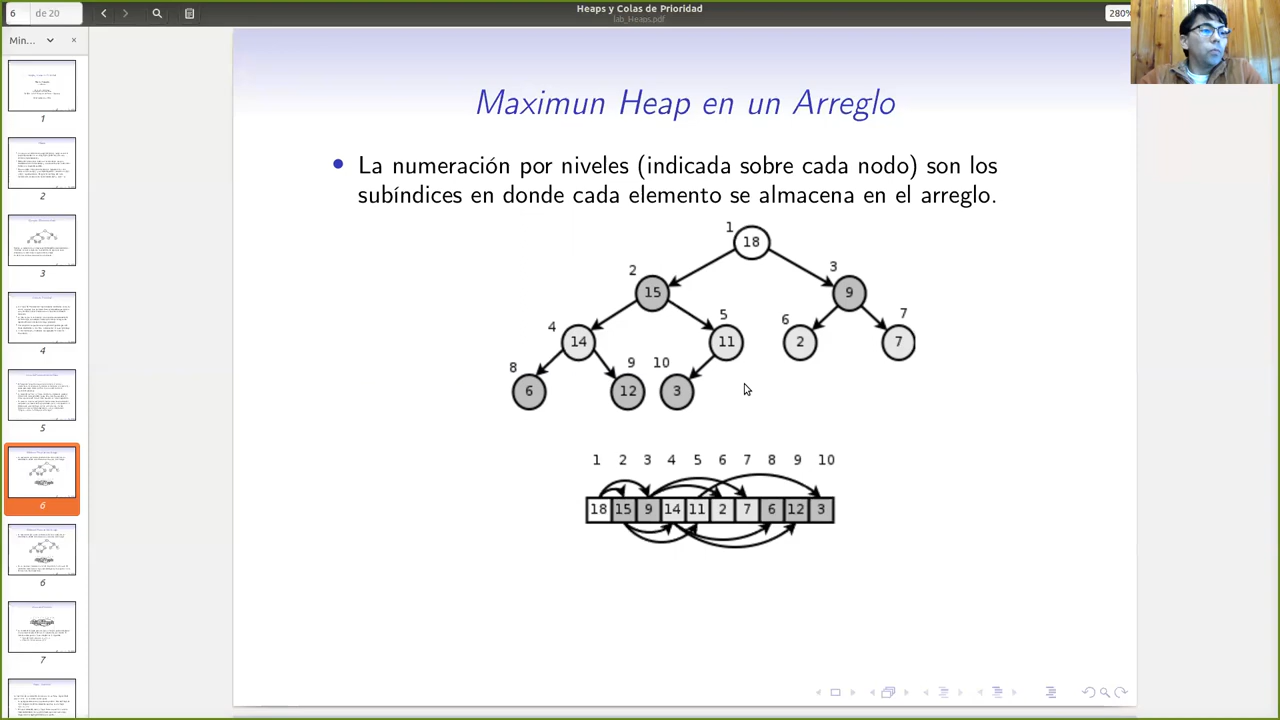 6 de 20
Heaps y Colas de Prioridad
lab_Heaps.pdf
280%
Min...
1
2
3
4
5
6
6
7
Maximun Heap en un Arreglo
La numeracion por niveles (indicada sobre cada nodo) son los
subíndices en donde cada elemento se almacena en el arreglo.
1
18
2 3
15 9
4 5 6 7
14 11 2 7
8 9 10
6 12 3
1 2 3 4 5 6 7 8 9 10
18 15 9 14 11 2 7 6 12 3